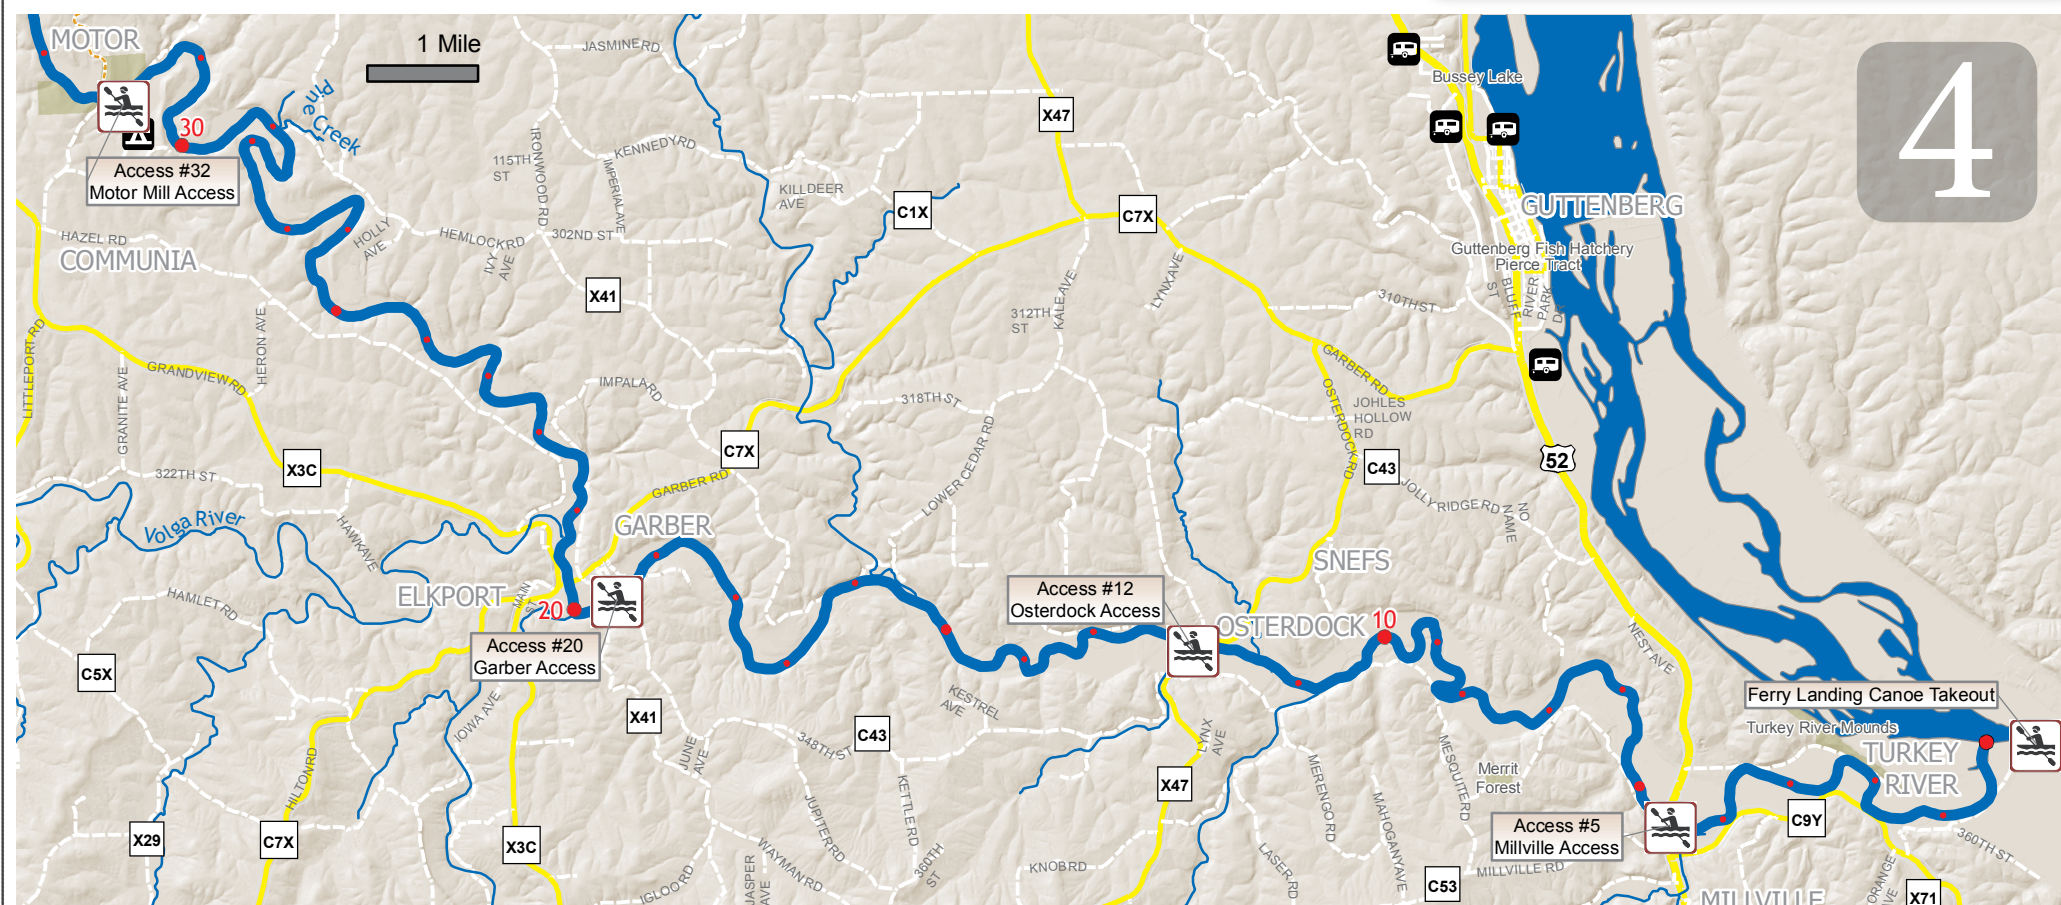 MOTOR
1 Mile
JASMINE RD
4
Bussey Lake
X47
Pine Creek
30
Access #32
Motor Mill Access
115TH
ST
IRONWOOD RD
KENNEDY RD
IMPERIAL AVE
KILLDEER
AVE
C1X
C7X
GUTTENBERG
HAZEL RD
COMMUNIA
HOLLY
AVE
HEMLOCK RD
IVY
AVE
302ND ST
Guttenberg Fish Hatchery
Pierce Tract
X41
312TH
ST
KALE AVE
LYNX AVE
310TH ST
BLUFF
ST
RIVER
PARK
DR
LITTLEPORT RD
HERON AVE
GRANITE AVE
GRANDVIEW RD
IMPALA RD
318TH ST
LOWER CEDAR RD
GARBER RD
OSTERDOCK RD
JOHLES
HOLLOW
RD
C7X
52
X3C
C43
322TH ST
GARBER RD
JOLLY RIDGE RD
NO
NAME
Volga River
HAWK AVE
GARBER
SNEFS
HAMLET RD
ELKPORT
MAIN
ST
20
Access #20
Garber Access
Access #12
Osterdock Access
OSTERDOCK
10
NEST AVE
C5X
IOWA AVE
X41
KESTREL
AVE
348TH ST
C43
LYNX
AVE
Ferry Landing Canoe Takeout
Turkey River Mounds
TURKEY
RIVER
HILTON RD
JUNE
AVE
KETTLE RD
X47
MERENGO RD
MESQUITE RD
Merrit
Forest
MAHOGANY AVE
JUPITER RD
X29
C7X
X3C
WAYMAN RD
JASPER
AVE
IGLOO RD
360TH
ST
KNOB RD
LASER RD
C53
MILLVILLE RD
Access #5
Millville Access
C9Y
360TH ST
ORANGE
AVE
X71
MILLVILLE